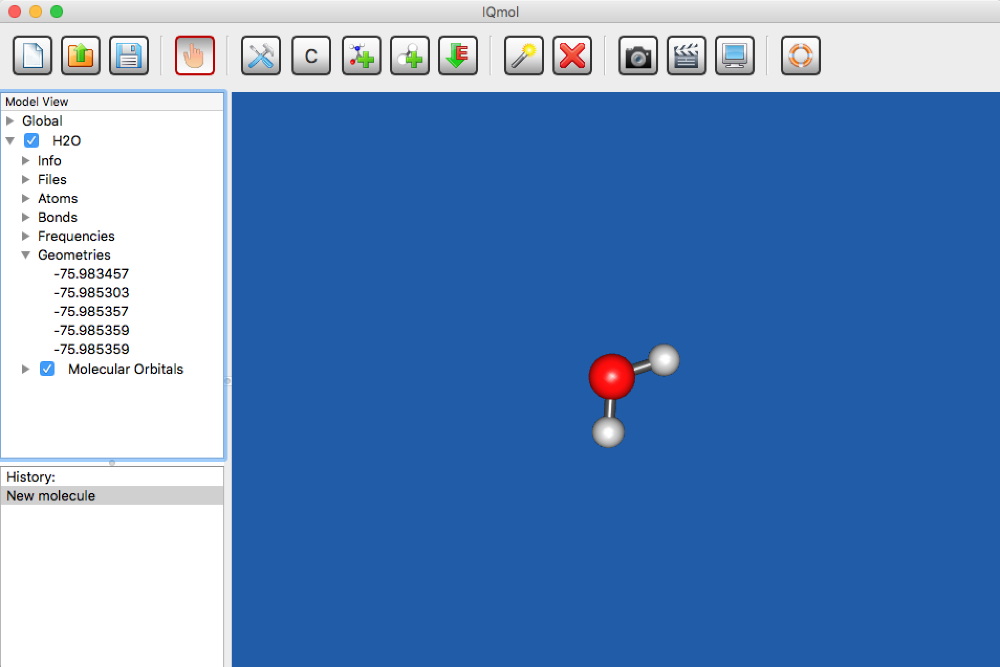 IQmol
C
E
Model View
Global
H2O
Info
Files
Atoms
Bonds
Frequencies
Geometries
-75.983457
-75.985303
-75.985357
-75.985359
-75.985359
Molecular Orbitals
History:
New molecule